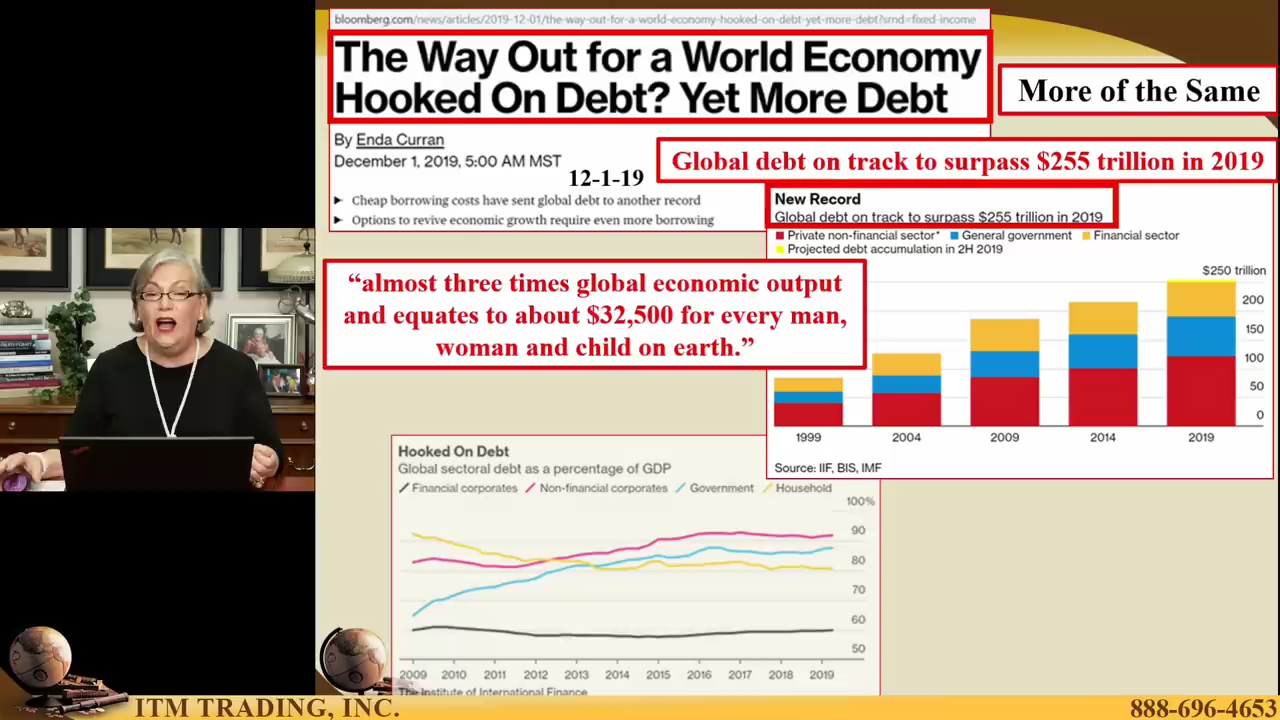 bloomberg.com/news/articles/2019-12-01/the-way-out-for-a-world-economy-hooked-on-debt-yet-more-debt?srnd=fixed-income
The Way Out for a World Economy
Hooked On Debt? Yet More Debt
More of the Same
By Enda Curran
December 1, 2019, 5:00 AM MST
12-1-19
Global debt on track to surpass $255 trillion in 2019
► Cheap borrowing costs have sent global debt to another record
► Options to revive economic growth require even more borrowing
New Record
Global debt on track to surpass $255 trillion in 2019
Private non-financial sector* General government Financial sector
Projected debt accumulation in 2H 2019
$250 trillion
200
150
100
50
0
1999 2004 2009 2014 2019
Source: IIF, BIS, IMF
“almost three times global economic output
and equates to about $32,500 for every man,
woman and child on earth.”
Hooked On Debt
Global sectoral debt as a percentage of GDP
Financial corporates Non-financial corporates Government Household
100%
90
80
70
60
50
2009 2010 2011 2012 2013 2014 2015 2016 2017 2018 2019
The Institute of International Finance
ITM TRADING, INC.
888-696-4653